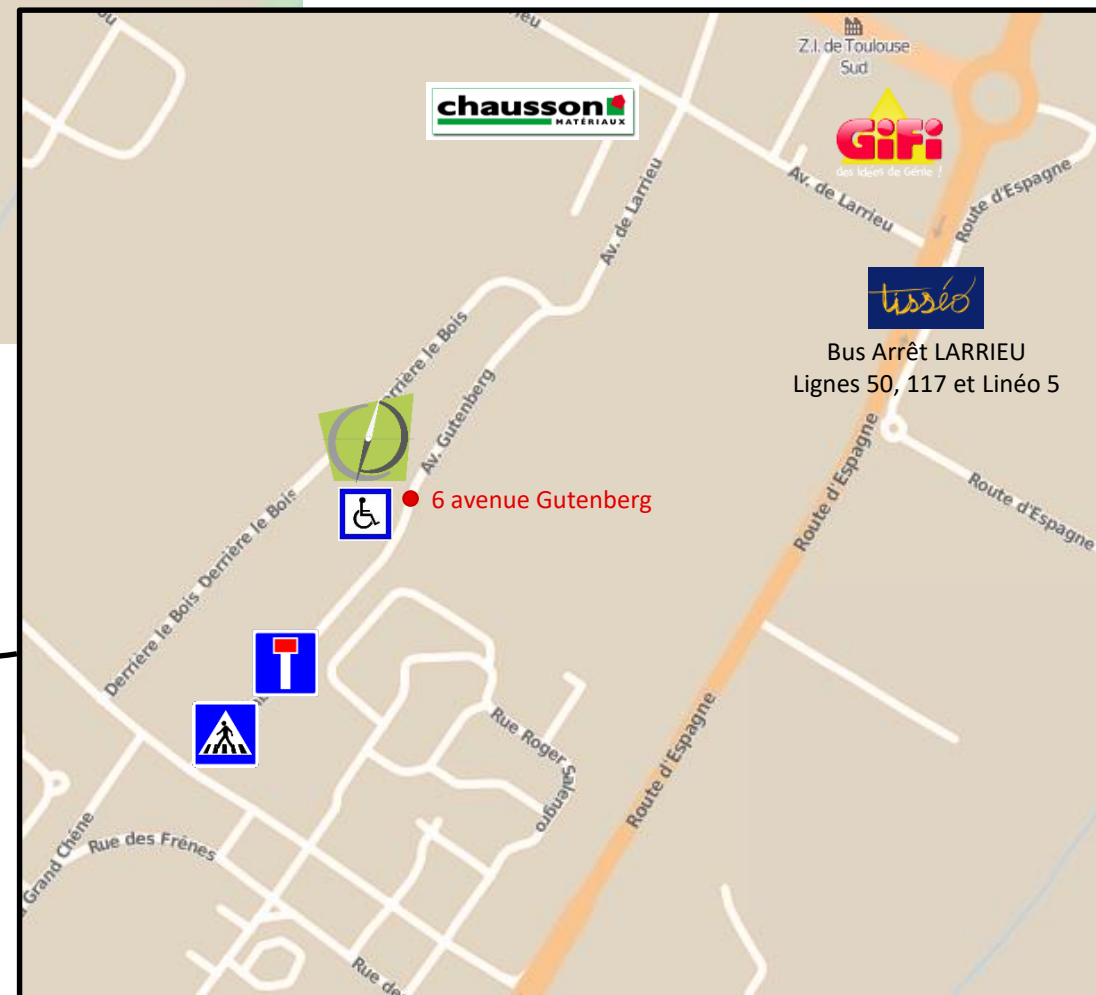 Z.I. de Toulouse
Sud
chausson
MATÉRIAUX
GiFi
des Idées de Génie !
Av. de Larrieu
Route d'Espagne
Av. de Larrieu
tisséo
Bus Arrêt LARRIEU
Lignes 50, 117 et Linéo 5
Derrière le Bois
Av. Gutenberg
6 avenue Gutenberg
Derrière le Bois
Derrière le Bois
Route d'Espagne
Route d'Espagne
Route d'Espagne
Rue Roger Salengro
Rue des Frênes
Grand Chêne
Rue des